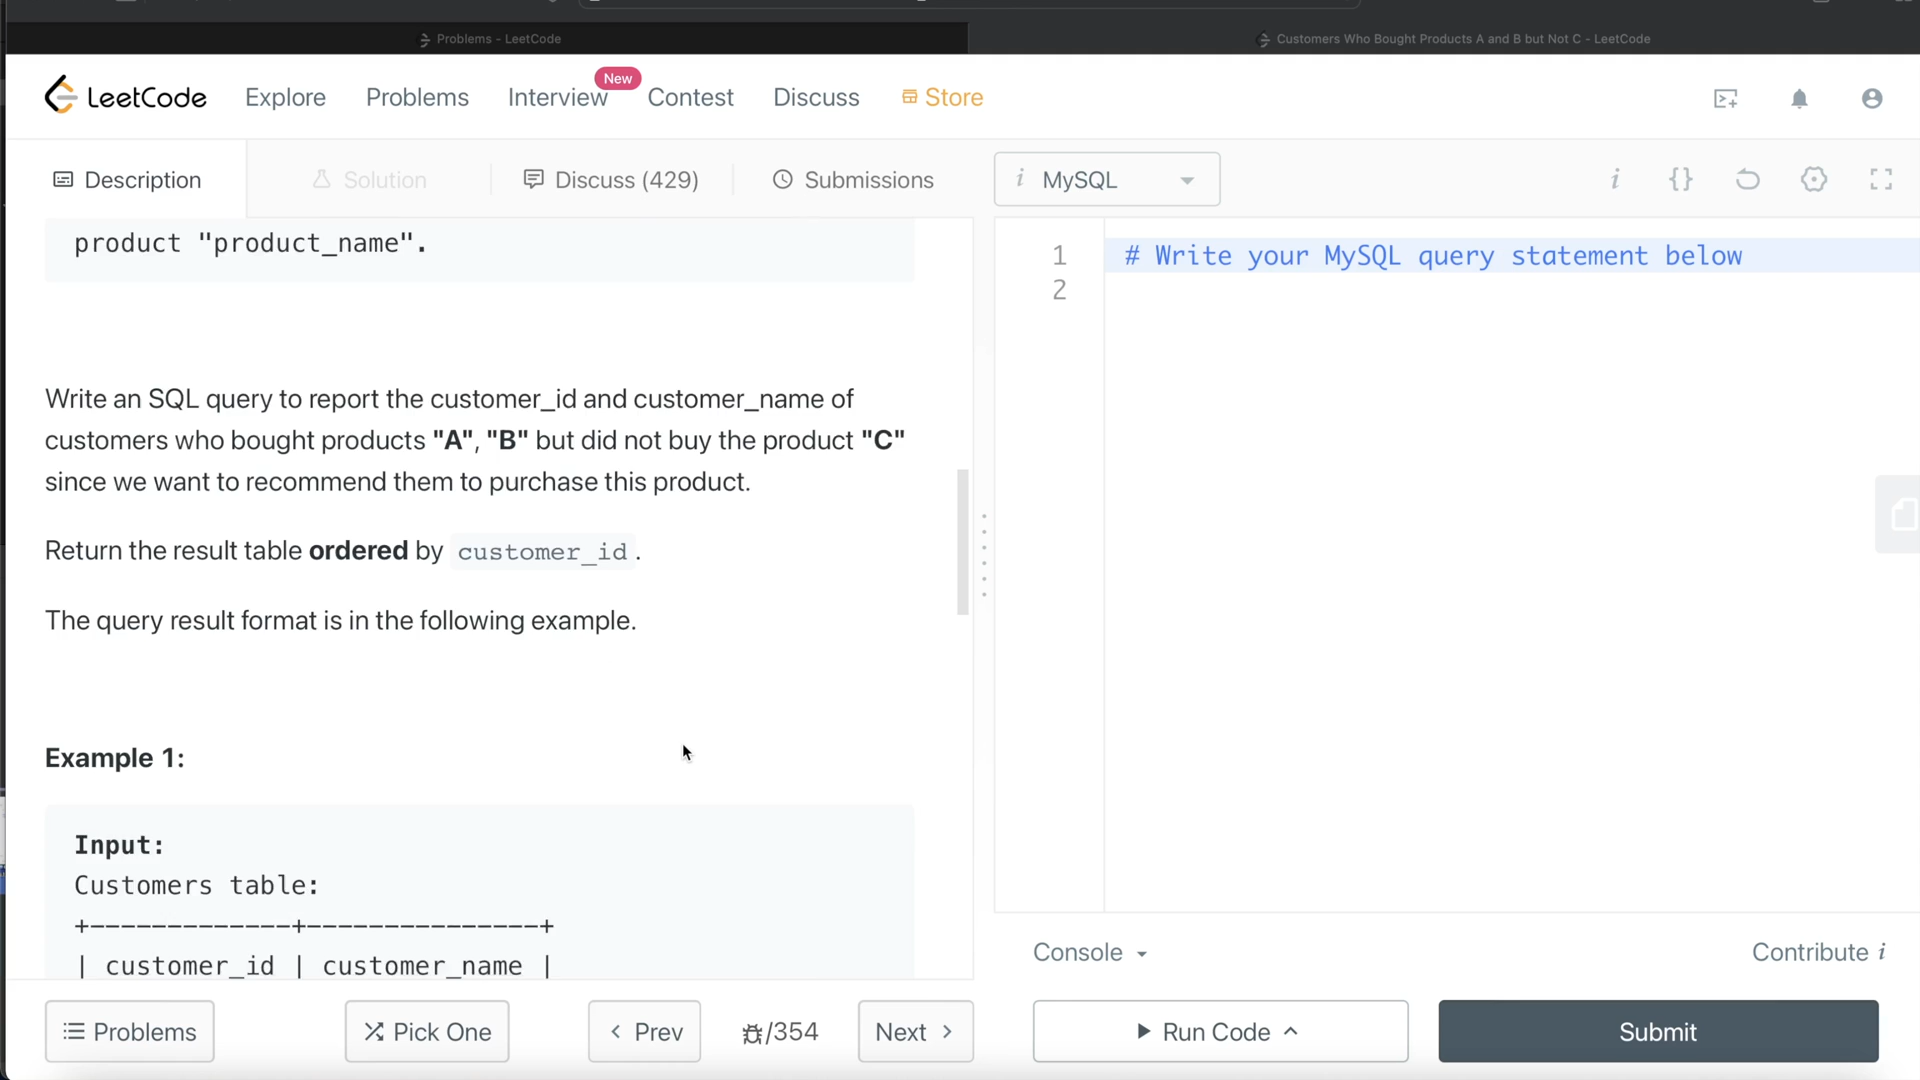 Problems - LeetCode
Customers Who Bought Products A and B but Not C - LeetCode
LeetCode
Explore
Problems
Interview
New
Contest
Discuss
Store
Description
Solution
Discuss (429)
Submissions
i MySQL
i {}
product "product_name".
Write an SQL query to report the customer_id and customer_name of
customers who bought products "A", "B" but did not buy the product "C"
since we want to recommend them to purchase this product.
Return the result table ordered by customer_id.
The query result format is in the following example.
Example 1:
Input:
Customers table:
+-------------+---------------+
| customer_id | customer_name |
1 # Write your MySQL query statement below
2
Console
Contribute i
Problems
Pick One
< Prev
/354
Next >
Run Code
Submit